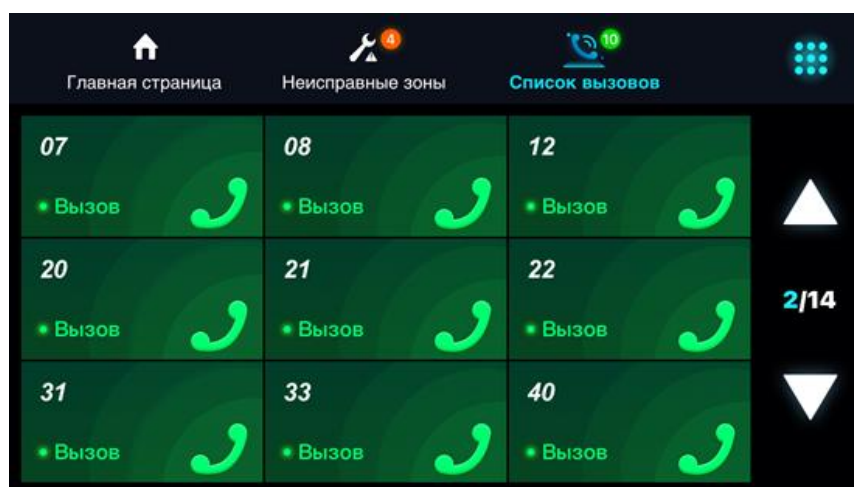 4
10
Главная страница
Неисправные зоны
Список вызовов
07
08
12
Вызов
Вызов
Вызов
20
21
22
Вызов
Вызов
Вызов
2/14
31
33
40
Вызов
Вызов
Вызов